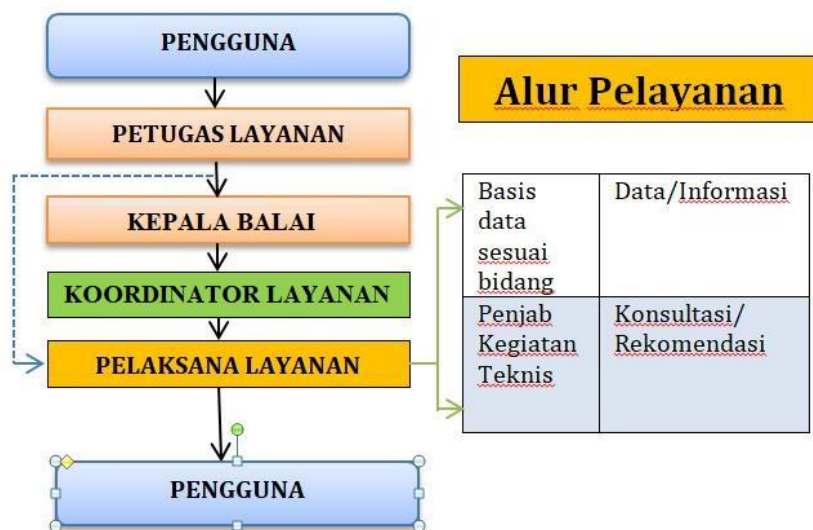 PENGGUNA
PETUGAS LAYANAN
KEPALA BALAI
KOORDINATOR LAYANAN
PELAKSANA LAYANAN
PENGGUNA
Alur Pelayanan
Basis
data
sesuai
bidang
Data/Informasi
Penjab
Kegiatan
Teknis
Konsultasi/
Rekomendasi